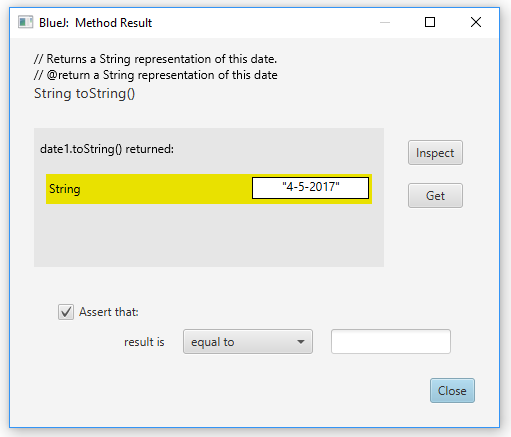 BlueJ: Method Result
// Returns a String representation of this date.
// @return a String representation of this date
String toString()
date1.toString() returned:
Inspect
String "4-5-2017"
Get
Assert that:
result is equal to
Close